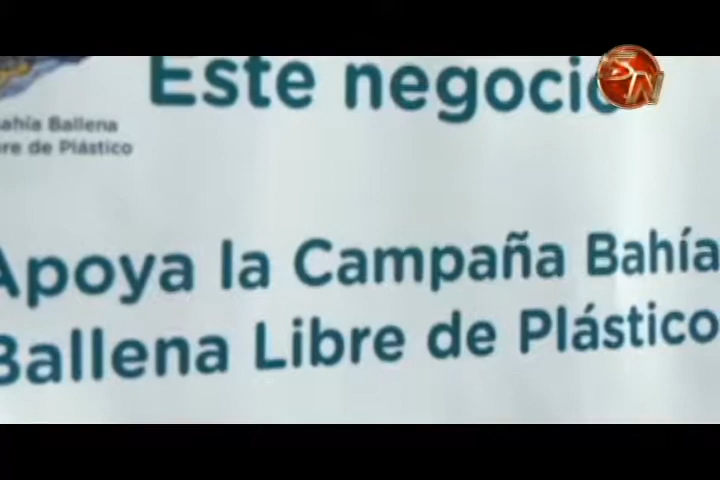 Este negocio
Bahía Ballena
Libre de Plástico
Apoya la Campaña Bahía
Ballena Libre de Plástico